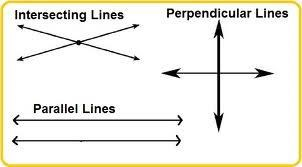 Intersecting Lines
Perpendicular Lines
Parallel Lines